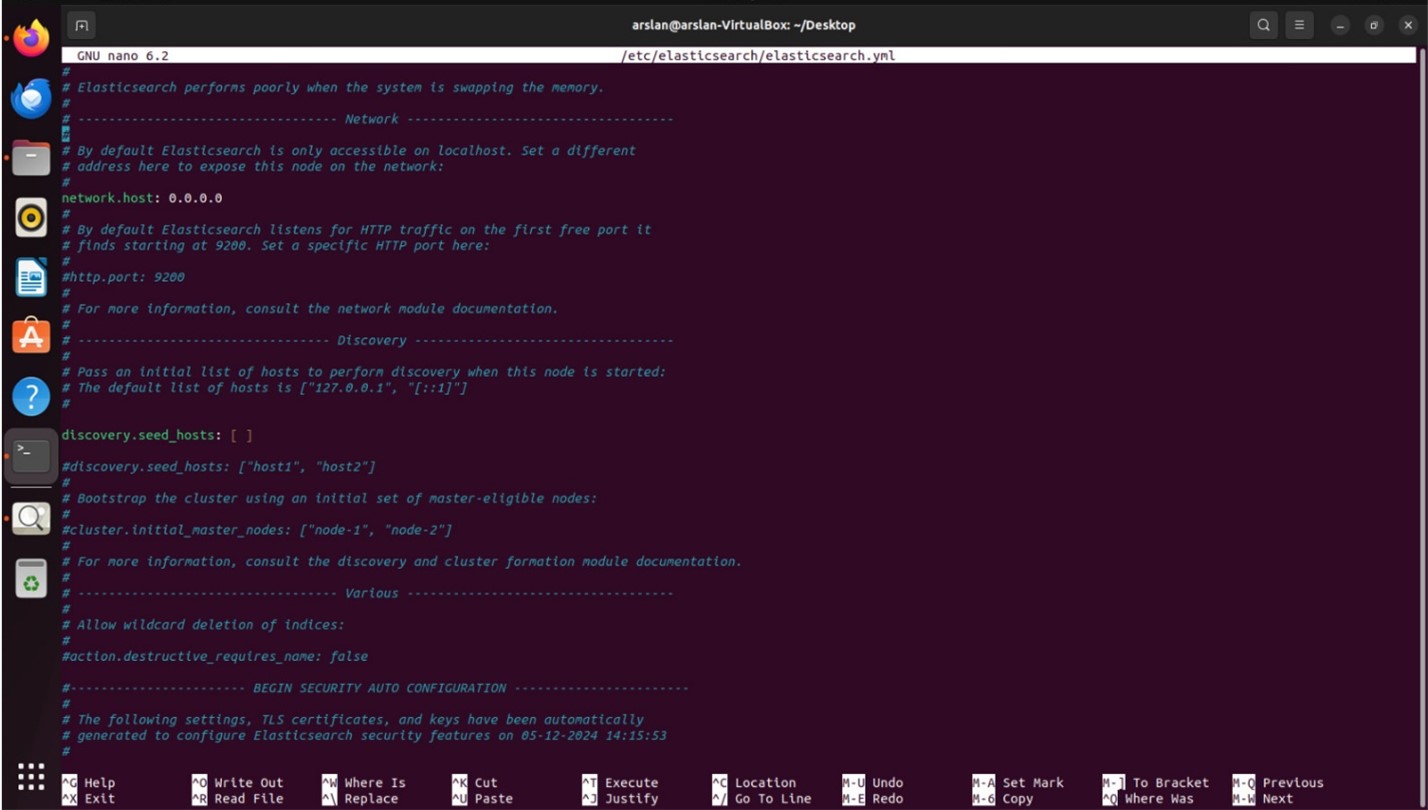 arslan@arslan-VirtualBox: ~/Desktop
GNU nano 6.2 /etc/elasticsearch/elasticsearch.yml
#
# Elasticsearch performs poorly when the system is swapping the memory.
#
# ---------------------------------- Network -----------------------------------
#
# By default Elasticsearch is only accessible on localhost. Set a different
# address here to expose this node on the network:
#
network.host: 0.0.0.0
#
# By default Elasticsearch listens for HTTP traffic on the first free port it
# finds starting at 9200. Set a specific HTTP port here:
#
#http.port: 9200
#
# For more information, consult the network module documentation.
#
# --------------------------------- Discovery ----------------------------------
#
# Pass an initial list of hosts to perform discovery when this node is started:
# The default list of hosts is ["127.0.0.1", "[::1]"]
#
discovery.seed_hosts: [ ]
#discovery.seed_hosts: ["host1", "host2"]
#
# Bootstrap the cluster using an initial set of master-eligible nodes:
#
#cluster.initial_master_nodes: ["node-1", "node-2"]
#
# For more information, consult the discovery and cluster formation module documentation.
#
# ---------------------------------- Various -----------------------------------
#
# Allow wildcard deletion of indices:
#
#action.destructive_requires_name: false
#----------------------- BEGIN SECURITY AUTO CONFIGURATION -----------------------
#
# The following settings, TLS certificates, and keys have been automatically
# generated to configure Elasticsearch security features on 05-12-2024 14:15:53
#
^G Help ^O Write Out ^W Where Is ^K Cut ^T Execute ^C Location M-U Undo M-A Set Mark M-] To Bracket M-Q Previous
^X Exit ^R Read File ^\ Replace ^U Paste ^J Justify ^/ Go To Line M-E Redo M-6 Copy ^Q Where Was M-W Next